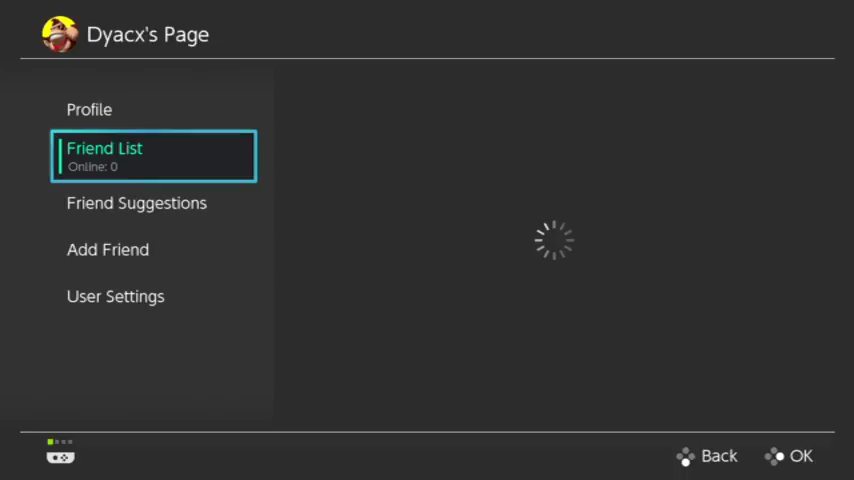 Dyacx's Page
Profile
Friend List
Online: 0
Friend Suggestions
Add Friend
User Settings
Back
OK